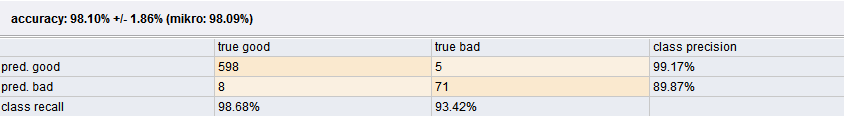 accuracy: 98.10% +/- 1.86% (mikro: 98.09%)
true good true bad class precision
pred. good 598 5 99.17%
pred. bad 8 71 89.87%
class recall 98.68% 93.42%